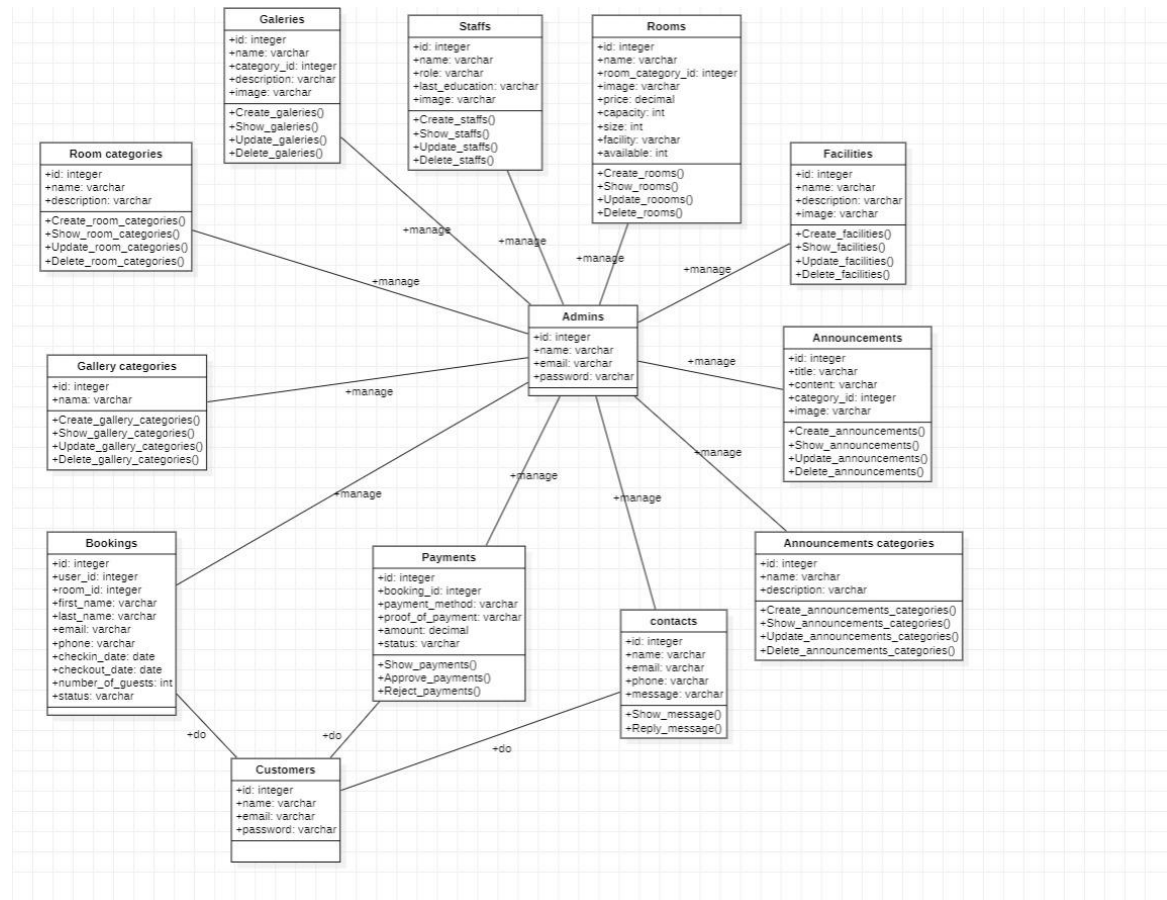 Galeries
+id: integer
+name: varchar
+category_id: integer
+description: varchar
+image: varchar
+Create_galeries()
+Show_galeries()
+Update_galeries()
+Delete_galeries()
Staffs
+id: integer
+name: varchar
+role: varchar
+last_education: varchar
+image: varchar
+Create_staffs()
+Show_staffs()
+Update_staffs()
+Delete_staffs()
Rooms
+id: integer
+name: varchar
+room_category_id: integer
+image: varchar
+price: decimal
+capacity: int
+size: int
+facility: varchar
+available: int
+Create_rooms()
+Show_rooms()
+Update_roooms()
+Delete_rooms()
Room categories
+id: integer
+name: varchar
+description: varchar
+Create_room_categories()
+Show_room_categories()
+Update_room_categories()
+Delete_room_categories()
Facilities
+id: integer
+name: varchar
+description: varchar
+image: varchar
+Create_facilities()
+Show_facilities()
+Update_facilities()
+Delete_facilities()
+manage
+manage
+manage
+manage
+manage
Admins
+id: integer
+name: varchar
+email: varchar
+password: varchar
Announcements
+id: integer
+title: varchar
+content: varchar
+category_id: integer
+image: varchar
+Create_announcements()
+Show_announcements()
+Update_announcements()
+Delete_announcements()
Gallery categories
+id: integer
+nama: varchar
+Create_gallery_categories()
+Show_gallery_categories()
+Update_gallery_categories()
+Delete_gallery_categories()
+manage
+manage
+manage
+manage
+manage
+manage
Bookings
+id: integer
+user_id: integer
+room_id: integer
+first_name: varchar
+last_name: varchar
+email: varchar
+phone: varchar
+checkin_date: date
+checkout_date: date
+number_of_guests: int
+status: varchar
Payments
+id: integer
+booking_id: integer
+payment_method: varchar
+proof_of_payment: varchar
+amount: decimal
+status: varchar
+Show_payments()
+Approve_payments()
+Reject_payments()
contacts
+id: integer
+name: varchar
+email: varchar
+phone: varchar
+message: varchar
+Show_message()
+Reply_message()
Announcements categories
+id: integer
+name: varchar
+description: varchar
+Create_announcements_categories()
+Show_announcements_categories()
+Update_announcements_categories()
+Delete_announcements_categories()
+do
+do
+do
Customers
+id: integer
+name: varchar
+email: varchar
+password: varchar